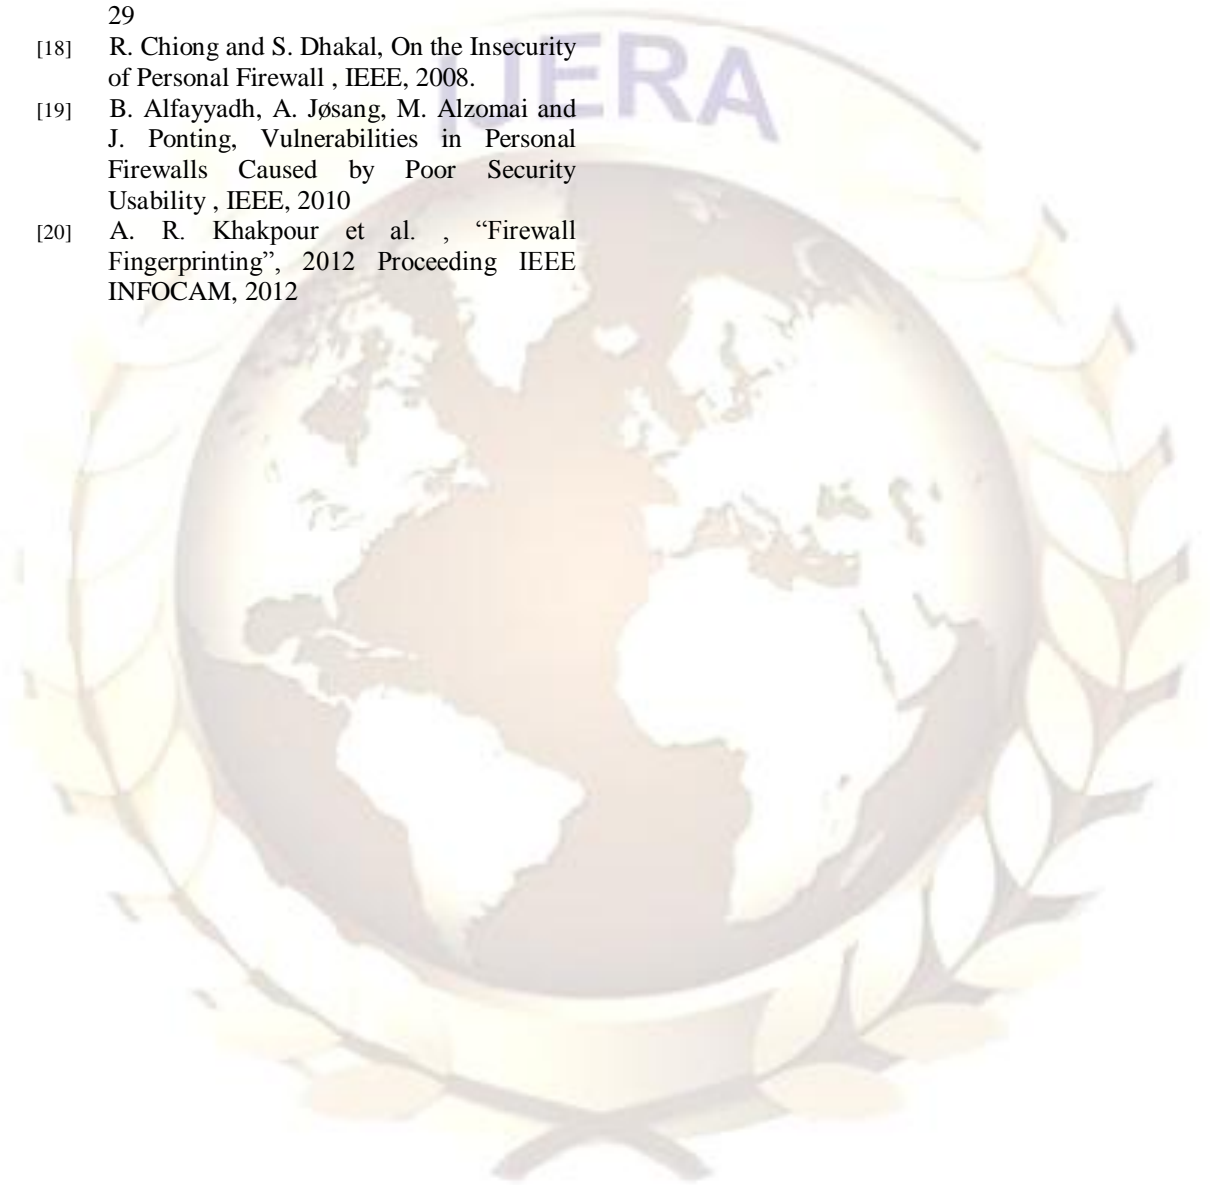 29
[18] R. Chiong and S. Dhakal, On the Insecurity
of Personal Firewall , IEEE, 2008.
[19] B. Alfayyadh, A. Jøsang, M. Alzomai and
J. Ponting, Vulnerabilities in Personal
Firewalls Caused by Poor Security
Usability , IEEE, 2010
[20] A. R. Khakpour et al. , “Firewall
Fingerprinting”, 2012 Proceeding IEEE
INFOCAM, 2012
IJERA